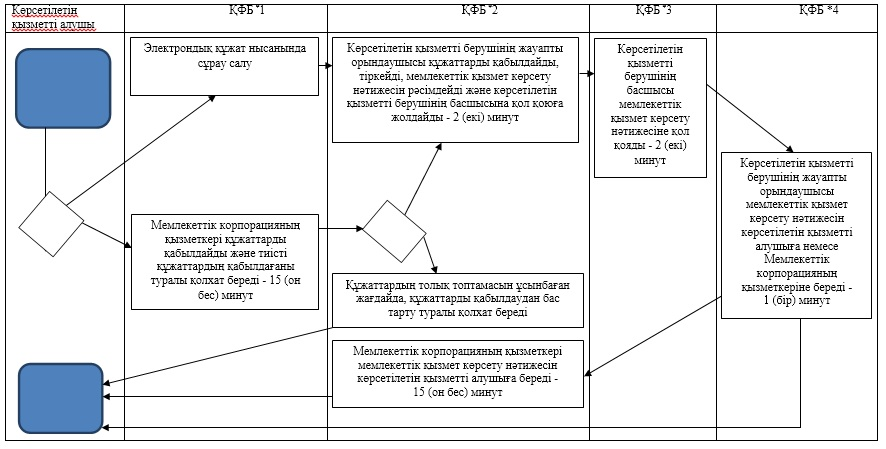 Көрсетілетін
қызметті алушы
ҚФБ *1
ҚФБ *2
ҚФБ *3
ҚФБ *4
Электрондық құжат нысанында
сұрау салу
Көрсетілетін қызметті берушінің жауапты
орындаушысы құжаттарды қабылдайды,
тіркейді, мемлекеттік қызмет көрсету
нәтижесін рәсімдейді және көрсетілетін
қызметті берушінің басшысына қол қоюға
жолдайды - 2 (екі) минут
Көрсетілетін
қызметті
берушінің
басшысы
мемлекеттік
қызмет көрсету
нәтижесіне қол
қояды - 2 (екі)
минут
Көрсетілетін қызметті
берушінің жауапты
орындаушысы
мемлекеттік қызмет
көрсету нәтижесін
көрсетілетін қызметті
алушыға немесе
Мемлекеттік
корпорацияның
қызметкеріне береді -
1 (бір) минут
Мемлекеттік корпорацияның
қызметкері құжаттарды
қабылдайды және тиісті
құжаттардың қабылдағаны
туралы қолхат береді - 15 (он
бес) минут
Құжаттардың толық топтамасын ұсынбаған
жағдайда, құжаттарды қабылдаудан бас
тарту туралы қолхат береді
Мемлекеттік корпорацияның қызметкері
мемлекеттік қызмет көрсету нәтижесін
көрсетілетін қызметті алушыға береді -
15 (он бес) минут